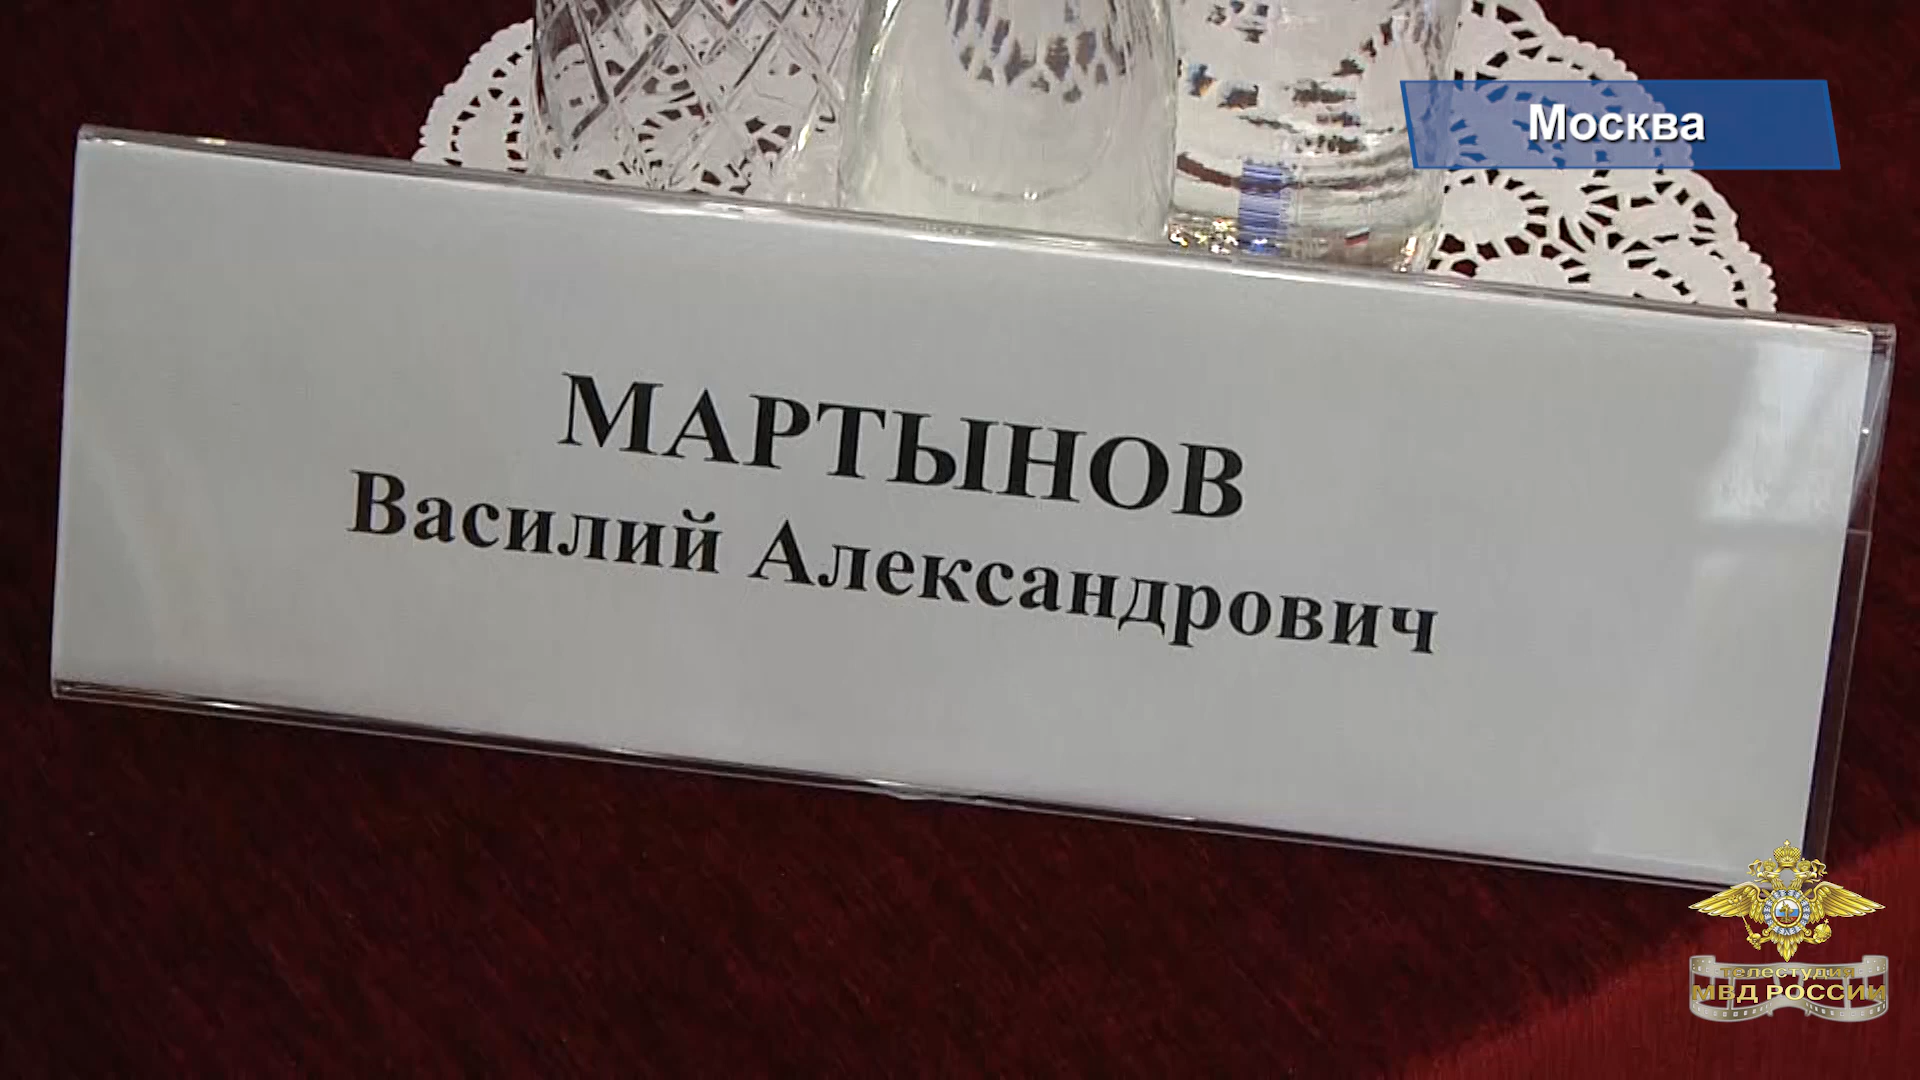 Москва
МАРТЫНОВ
Василий Александрович
телестудия
МВД РОССИИ